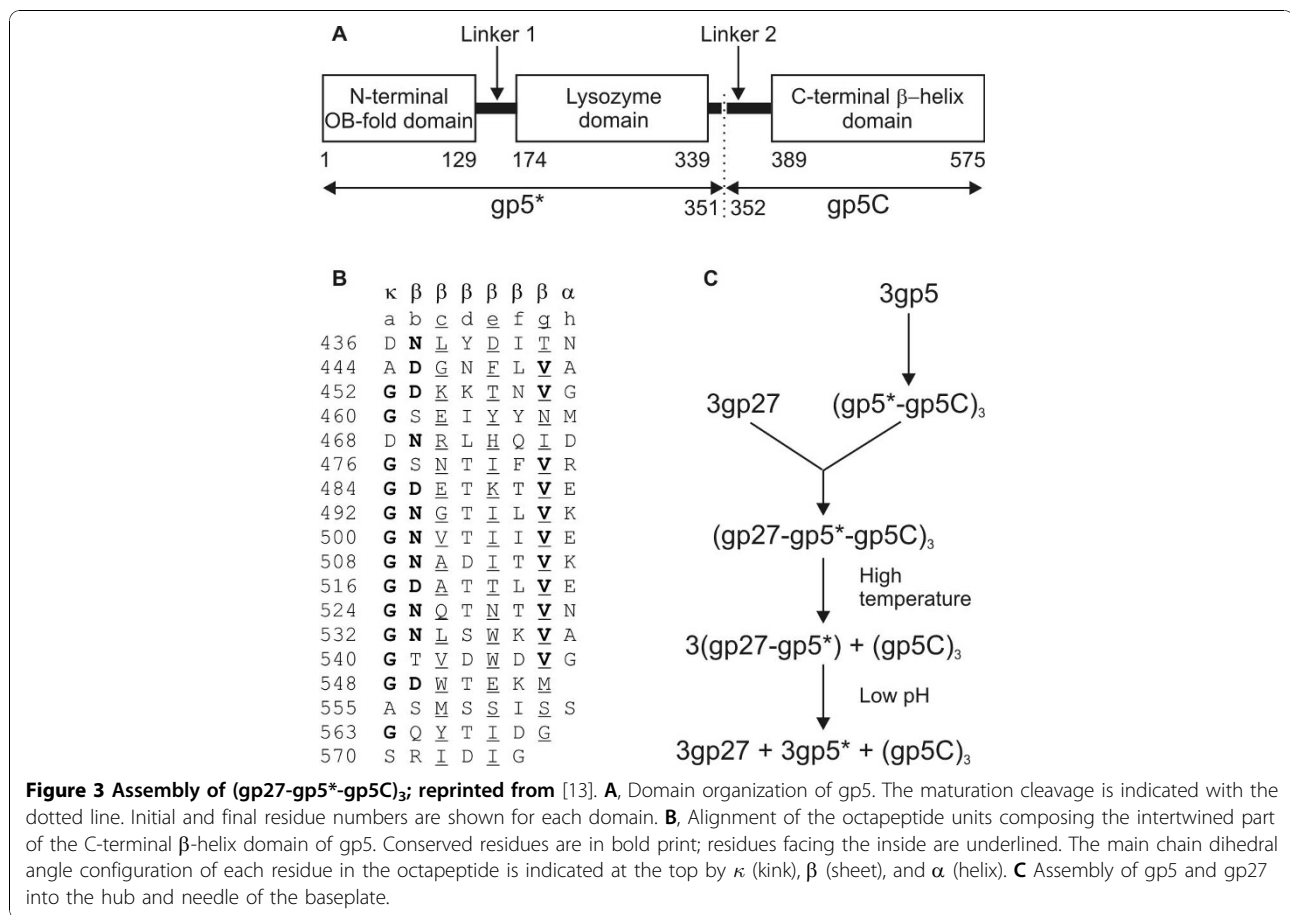 A
Linker 1
Linker 2
N-terminal
OB-fold domain
Lysozyme
domain
C-terminal β–helix
domain
1 129 174 339 389 575
gp5* 351 352 gp5C
B
κ β β β β β β α
a b c d e f g h
436 D N L Y D I T N
444 A D G N F L V A
452 G D K K T N V G
460 G S E I Y Y N M
468 D N R L H Q I D
476 G S N T I F V R
484 G D E T K T V E
492 G N G T I L V K
500 G N V T I I V E
508 G N A D I T V K
516 G D A T T L V E
524 G N Q T N T V N
532 G N L S W K V A
540 G T V D W D V G
548 G D W T E K M
555 A S M S S I S S
563 G Q Y T I D G
570 S R I D I G
C
3gp5
3gp27 (gp5*-gp5C)₃
(gp27-gp5*-gp5C)₃
High
temperature
3(gp27-gp5*) + (gp5C)₃
Low pH
3gp27 + 3gp5* + (gp5C)₃
Figure 3 Assembly of (gp27-gp5*-gp5C)₃; reprinted from [13]. A, Domain organization of gp5. The maturation cleavage is indicated with the
dotted line. Initial and final residue numbers are shown for each domain. B, Alignment of the octapeptide units composing the intertwined part
of the C-terminal β-helix domain of gp5. Conserved residues are in bold print; residues facing the inside are underlined. The main chain dihedral
angle configuration of each residue in the octapeptide is indicated at the top by κ (kink), β (sheet), and α (helix). C Assembly of gp5 and gp27
into the hub and needle of the baseplate.